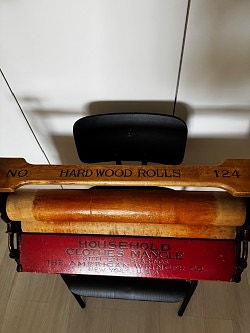 NO HARD WOOD ROLLS 124
HOUSEHOLD
CLOTHES MANGLE
THE AMERICAN WRINGER CO.
NEW YORK